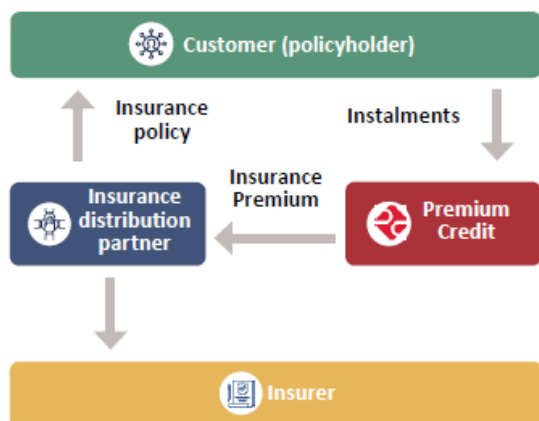 Customer (policyholder)
Insurance
policy
Instalments
Insurance
Premium
Insurance
distribution
partner
Premium
Credit
Insurer